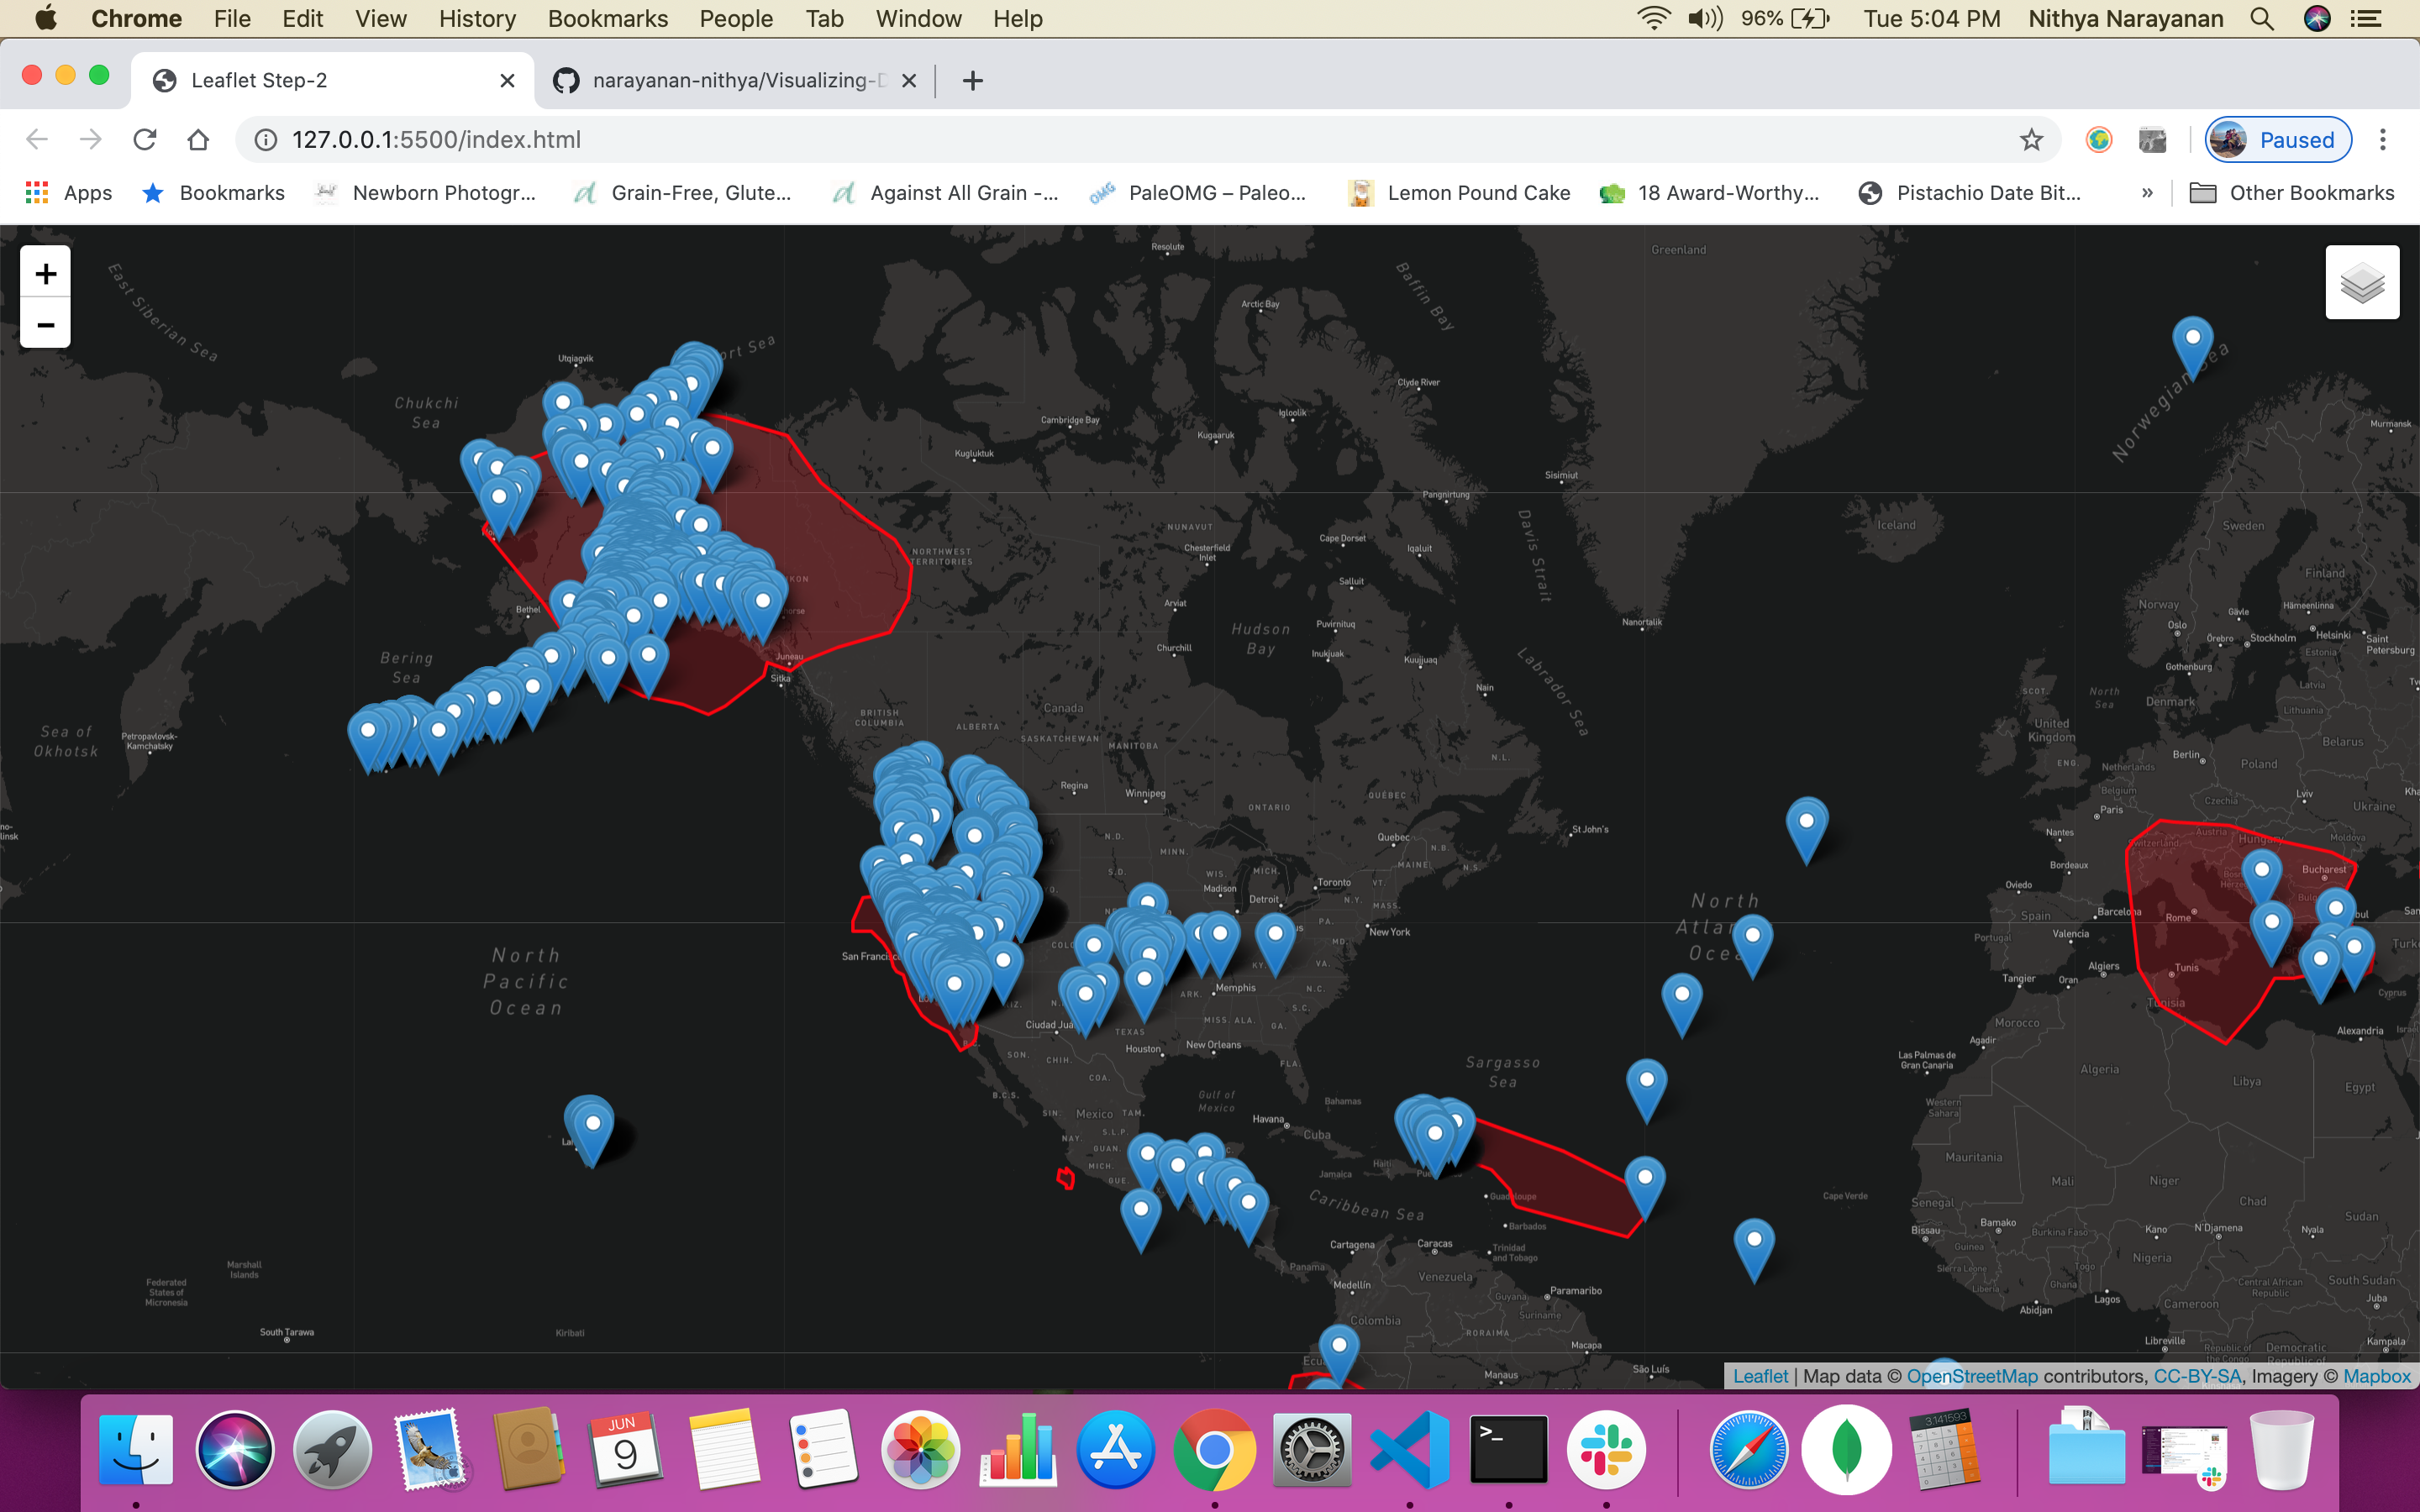 Chrome File Edit View History Bookmarks People Tab Window Help 96% Tue 5:04 PM Nithya Narayanan
Leaflet Step-2 narayanan-nithya/Visualizing-D
127.0.0.1:5500/index.html Paused
Apps Bookmarks Newborn Photogr... Grain-Free, Glute... Against All Grain -... PaleOMG – Paleo... Lemon Pound Cake 18 Award-Worthy... Pistachio Date Bit... » Other Bookmarks
+
−
East Siberian Sea
Resolute
Greenland
Baffin Bay
Arctic Bay
Utqiagvik
ort Sea
Norwegian Sea
Clyde River
Chukchi
Sea
Igloolik
Cambridge Bay
Kugaaruk
Murmansk
Kugluktuk
Sisimiut
Pangnirtung
Davis Strait
Iceland
Sweden
NUNAVUT
Cape Dorset
Iqaluit
Chesterfield
Inlet
NORTHWEST
TERRITORIES
Finland
Salluit
Norway
Gävle
Hämeenlinna
Bethel
Arviat
Nanortalik
Puvirnituq
Oslo
Örebro
Stockholm
Helsinki
Saint
Petersburg
Estonia
Hudson
Bay
Churchill
Inukjuak
Kuujjuaq
Labrador Sea
Juneau
Sitka
Bering
Sea
Gothenburg
Latvia
SCOT.
North
Sea
Denmark
Lithuania
Nain
Canada
BRITISH
COLUMBIA
ALBERTA
SASKATCHEWAN
MANITOBA
Sea of
Okhotsk
Petropavlovsk-
Kamchatsky
United
Kingdom
Belarus
N.L.
Berlin
ENG.
Netherlands
Poland
Regina
Winnipeg
Belgium
Paris
Czechia
Lviv
Ukraine
ONTARIO
QUÉBEC
St John's
Nantes
Austria
Hungary
Moldova
Switzerland
N.D.
MINN.
Quebec
N.B.
MAINE
N.S.
Bordeaux
Bucharest
S.D.
WIS.
MICH.
Madison
Toronto
VT.
Detroit
N.Y.
MASS.
Oviedo
Spain
Barcelona
Rome
North
Atlan
Ocea
PA.
New York
MD.
Portugal
Valencia
Algiers
Tunis
San Francisc
KY.
VA.
Memphis
N.C.
ARK.
Tangier
Oran
Tunisia
Cyprus
North
Pacific
Ocean
Ciudad Jua
TEXAS
MISS.
ALA.
S.C.
GA.
Houston
New Orleans
Morocco
Agadir
Alexandria
SON.
CHIH.
FLA.
Sargasso
Sea
Las Palmas de
Gran Canaria
Algeria
Libya
Egypt
COA.
B.C.S.
Gulf of
Mexico
Bahamas
Western
Sahara
SIN.
Mexico
TAM.
Havana
Cuba
NAY.
S.L.P.
GUAN.
MICH.
GUE.
Jamaica
Haiti
Mauritania
Mali
Niger
Chad
Sudan
Guadeloupe
Cape Verde
Caribbean Sea
Barbados
Senegal
Bissau
Bamako
Burkina Faso
Kano
N'Djamena
Nyala
Cartagena
Caracas
Trinidad
and Tobago
Guinea
Nigeria
Panama
Medellín
Venezuela
Paramaribo
Guyana
Suriname
Sierra Leone
Liberia
Togo
Ghana
Central African
Republic
South Sudan
Juba
Marshall
Islands
Federated
States of
Micronesia
Abidjan
Lagos
Cameroon
South Tarawa
Kiribati
Colombia
RORAIMA
Macapa
Libreville
Kampala
Manaus
São Luís
Republic of
the Congo
Democratic
Republic of
Leaflet | Map data © OpenStreetMap contributors, CC-BY-SA, Imagery © Mapbox
JUN
9
3.141593
>_